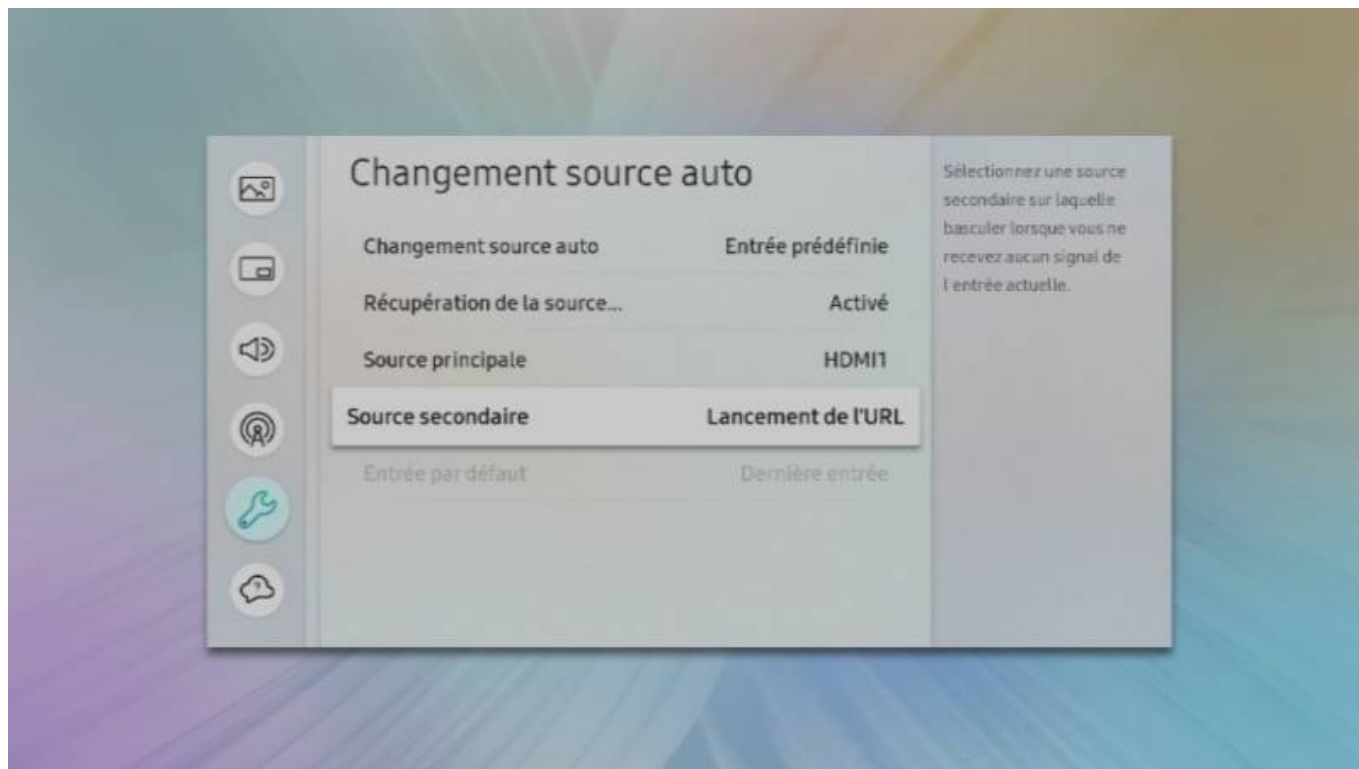 Changement source auto
Changement source auto Entrée prédéfinie
Récupération de la source... Activé
Source principale HDMI1
Source secondaire Lancement de l'URL
Entrée par défaut Dernière entrée
Sélectionnez une source
secondaire sur laquelle
basculer lorsque vous ne
recevez aucun signal de
l'entrée actuelle.